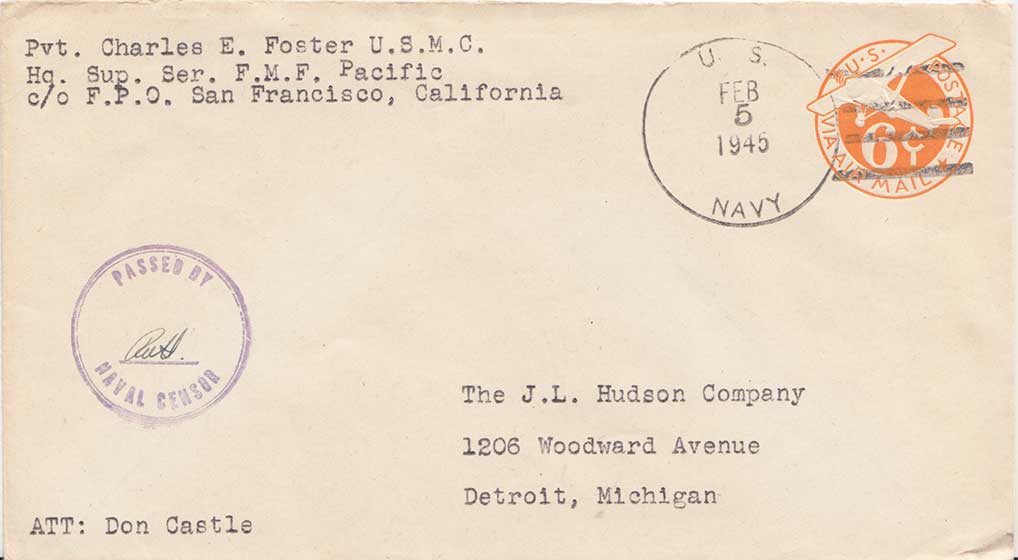 Pvt. Charles E. Foster U.S.M.C.
Hq. Sup. Ser. F.M.F. Pacific
c/o F.P.O. San Francisco, California
U. S.
FEB
5
1945
NAVY
U.S. POSTAGE
6¢
VIA AIR MAIL
PASSED BY
NAVAL CENSOR
The J.L. Hudson Company
1206 Woodward Avenue
Detroit, Michigan
ATT: Don Castle